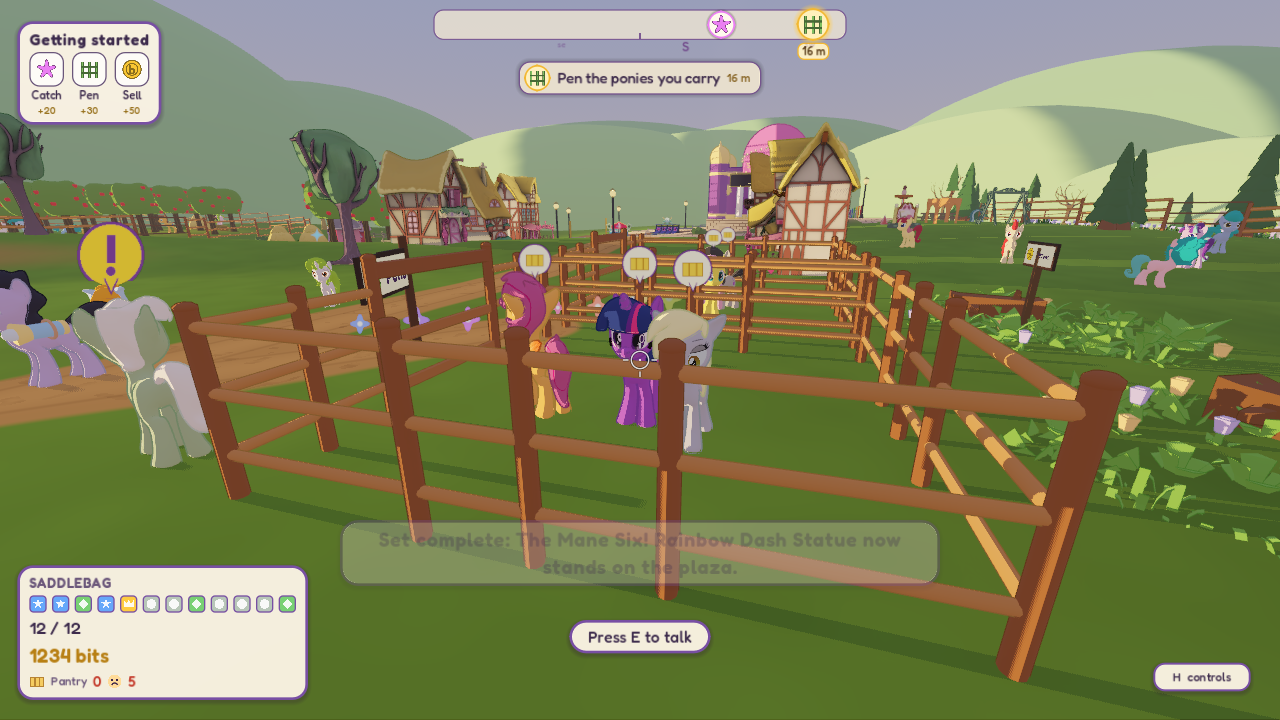 Getting started
Catch Pen Sell
+20 +30 +50
S
16 m
Pen the ponies you carry 16 m
Set complete: The Mane Six! Rainbow Dash Statue now
stands on the plaza.
Press E to talk
SADDLEBAG
12 / 12
1234 bits
Pantry 0 5
H controls